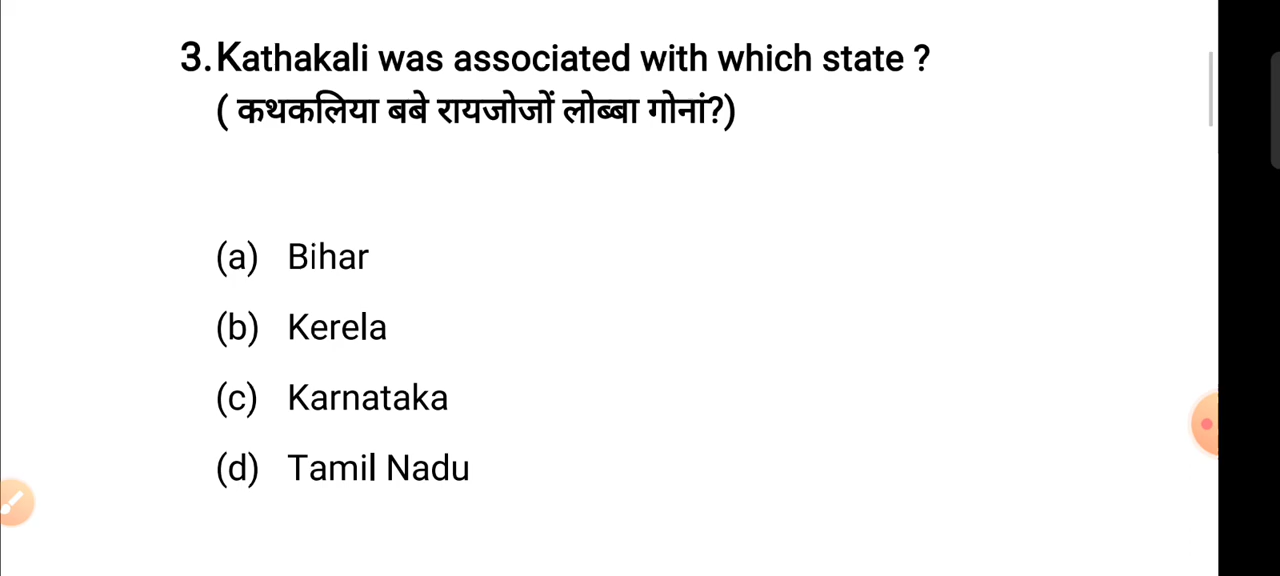 3. Kathakali was associated with which state ?
( कथकलिया बबे रायजोजों लोब्बा गोनां?)
(a) Bihar
(b) Kerela
(c) Karnataka
(d) Tamil Nadu